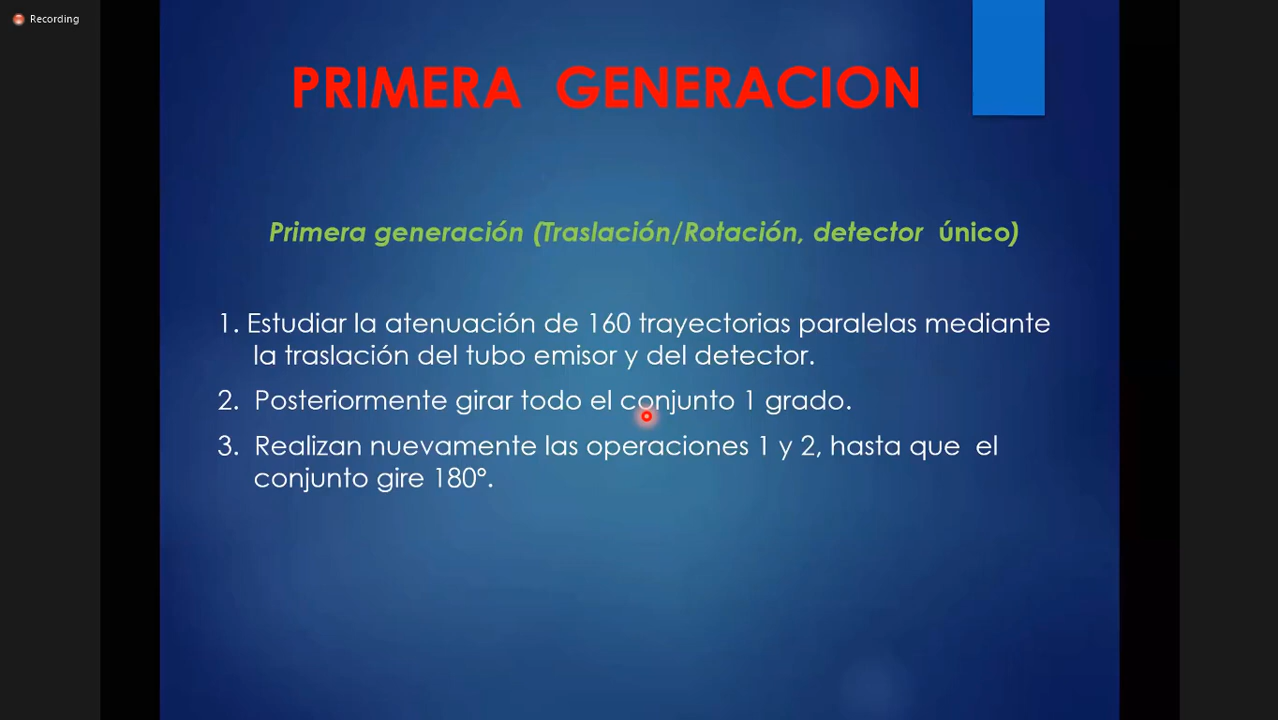 Recording
PRIMERA GENERACION
Primera generación (Traslación/Rotación, detector único)
1. Estudiar la atenuación de 160 trayectorias paralelas mediante
la traslación del tubo emisor y del detector.
2. Posteriormente girar todo el conjunto 1 grado.
3. Realizan nuevamente las operaciones 1 y 2, hasta que el
conjunto gire 180°.